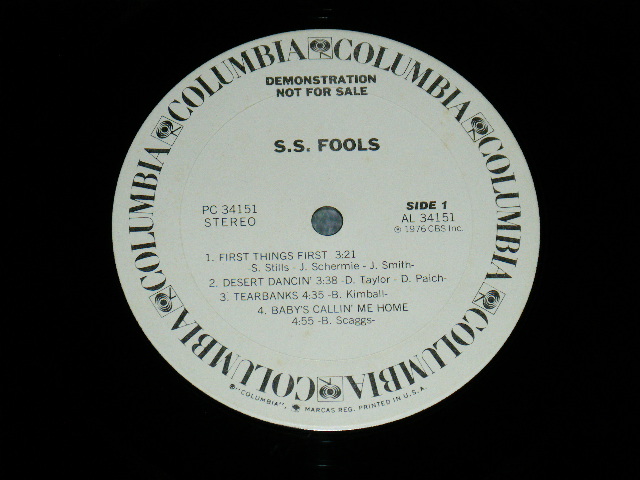 COLUMBIA COLUMBIA COLUMBIA COLUMBIA COLUMBIA COLUMBIA COLUMBIA COLUMBIA
DEMONSTRATION
NOT FOR SALE
S.S. FOOLS
PC 34151
STEREO
SIDE 1
AL 34151
℗ 1976 CBS Inc.
1. FIRST THINGS FIRST 3:21
-S. Stills - J. Schermie - J. Smith-
2. DESERT DANCIN' 3:38 -D. Taylor - D. Paich-
3. TEARBANKS 4:35 -B. Kimball-
4. BABY'S CALLIN' ME HOME
4:55 -B. Scaggs-
®"COLUMBIA", MARCAS REG. PRINTED IN U.S.A.